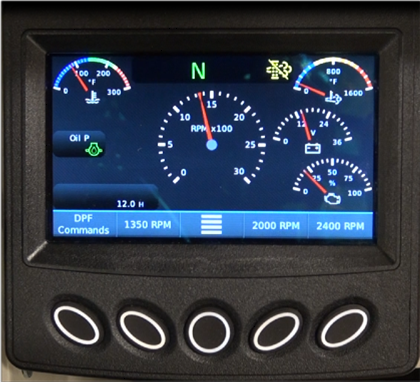 100 200
°F
0 300
N
800
°F
0 1600
15
10 20
RPM x100
5 25
0 30
12 24
V
0 36
Oil P
25 50 75
%
0 100
12.0 H
DPF
Commands
1350 RPM
2000 RPM
2400 RPM